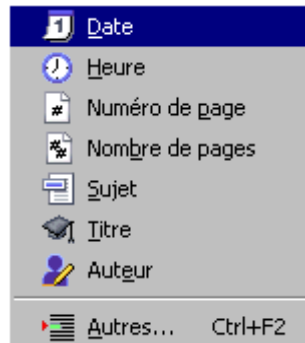 Date
Heure
Numéro de page
Nombre de pages
Sujet
Titre
Auteur
Autres... Ctrl+F2